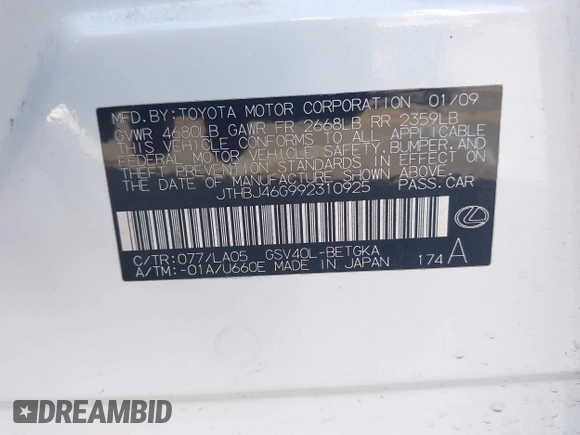 MFD. BY: TOYOTA MOTOR CORPORATION 01/09
GVWR 4680LB GAWR FR 2668LB RR 2359LB
THIS VEHICLE CONFORMS TO ALL APPLICABLE
FEDERAL MOTOR VEHICLE SAFETY, BUMPER, AND
THEFT PREVENTION STANDARDS IN EFFECT ON
THE DATE OF MANUFACTURE SHOWN ABOVE.
JTHBJ46G992310925 PASS. CAR
C/TR: 077/LA05 GSV40L-BETGKA
A/TM: -01A/U660E MADE IN JAPAN 174 A
DREAMBID